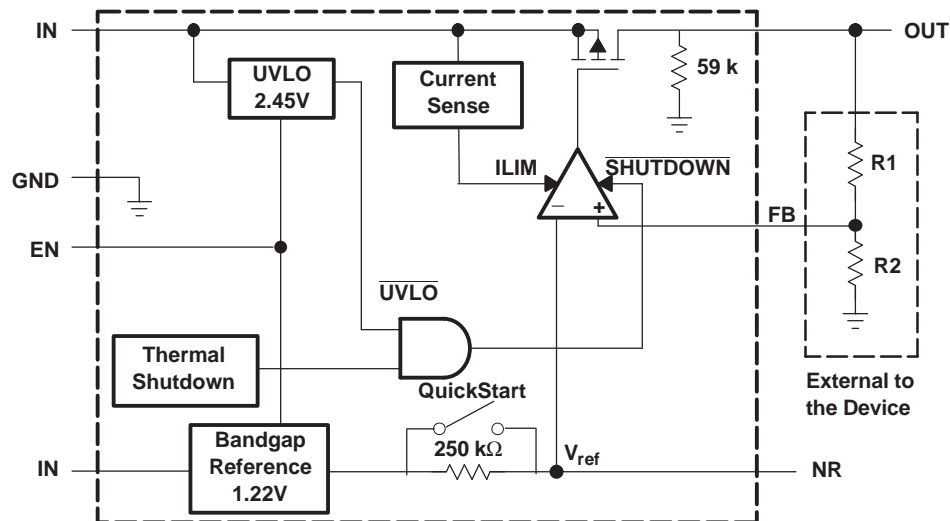 IN
OUT
UVLO
2.45V
Current
Sense
59 k
GND
ILIM
SHUTDOWN
R1
−
+
FB
EN
R2
UVLO
Thermal
Shutdown
QuickStart
External to
the Device
IN
Bandgap
Reference
1.22V
250 kΩ
Vref
NR